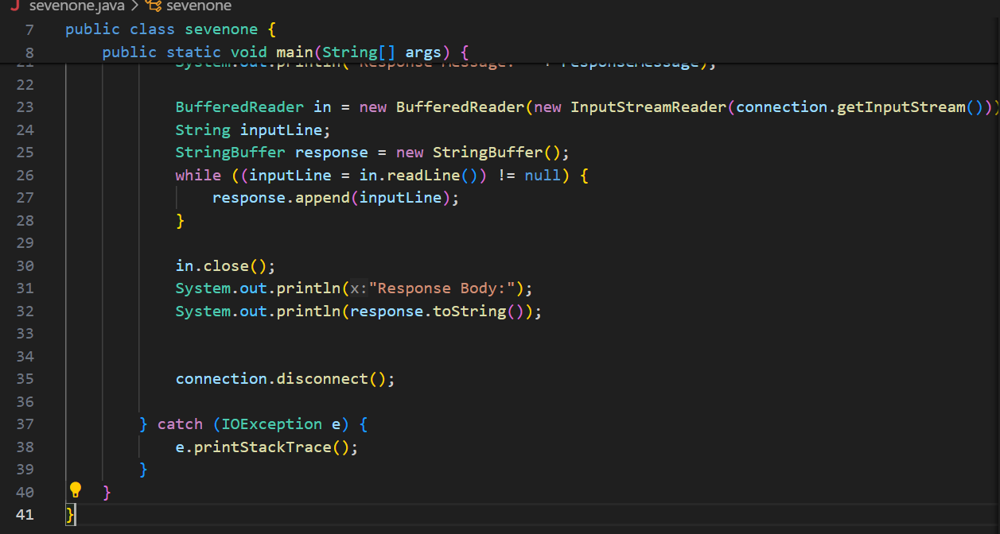 sevenone.java > sevenone
7 public class sevenone {
8 public static void main(String[] args) {
21 System.out.println("Response Message: " + responseMessage);
22
23 BufferedReader in = new BufferedReader(new InputStreamReader(connection.getInputStream()))
24 String inputLine;
25 StringBuffer response = new StringBuffer();
26 while ((inputLine = in.readLine()) != null) {
27 response.append(inputLine);
28 }
29
30 in.close();
31 System.out.println(x:"Response Body:");
32 System.out.println(response.toString());
33
34
35 connection.disconnect();
36
37 } catch (IOException e) {
38 e.printStackTrace();
39 }
40 }
41 }